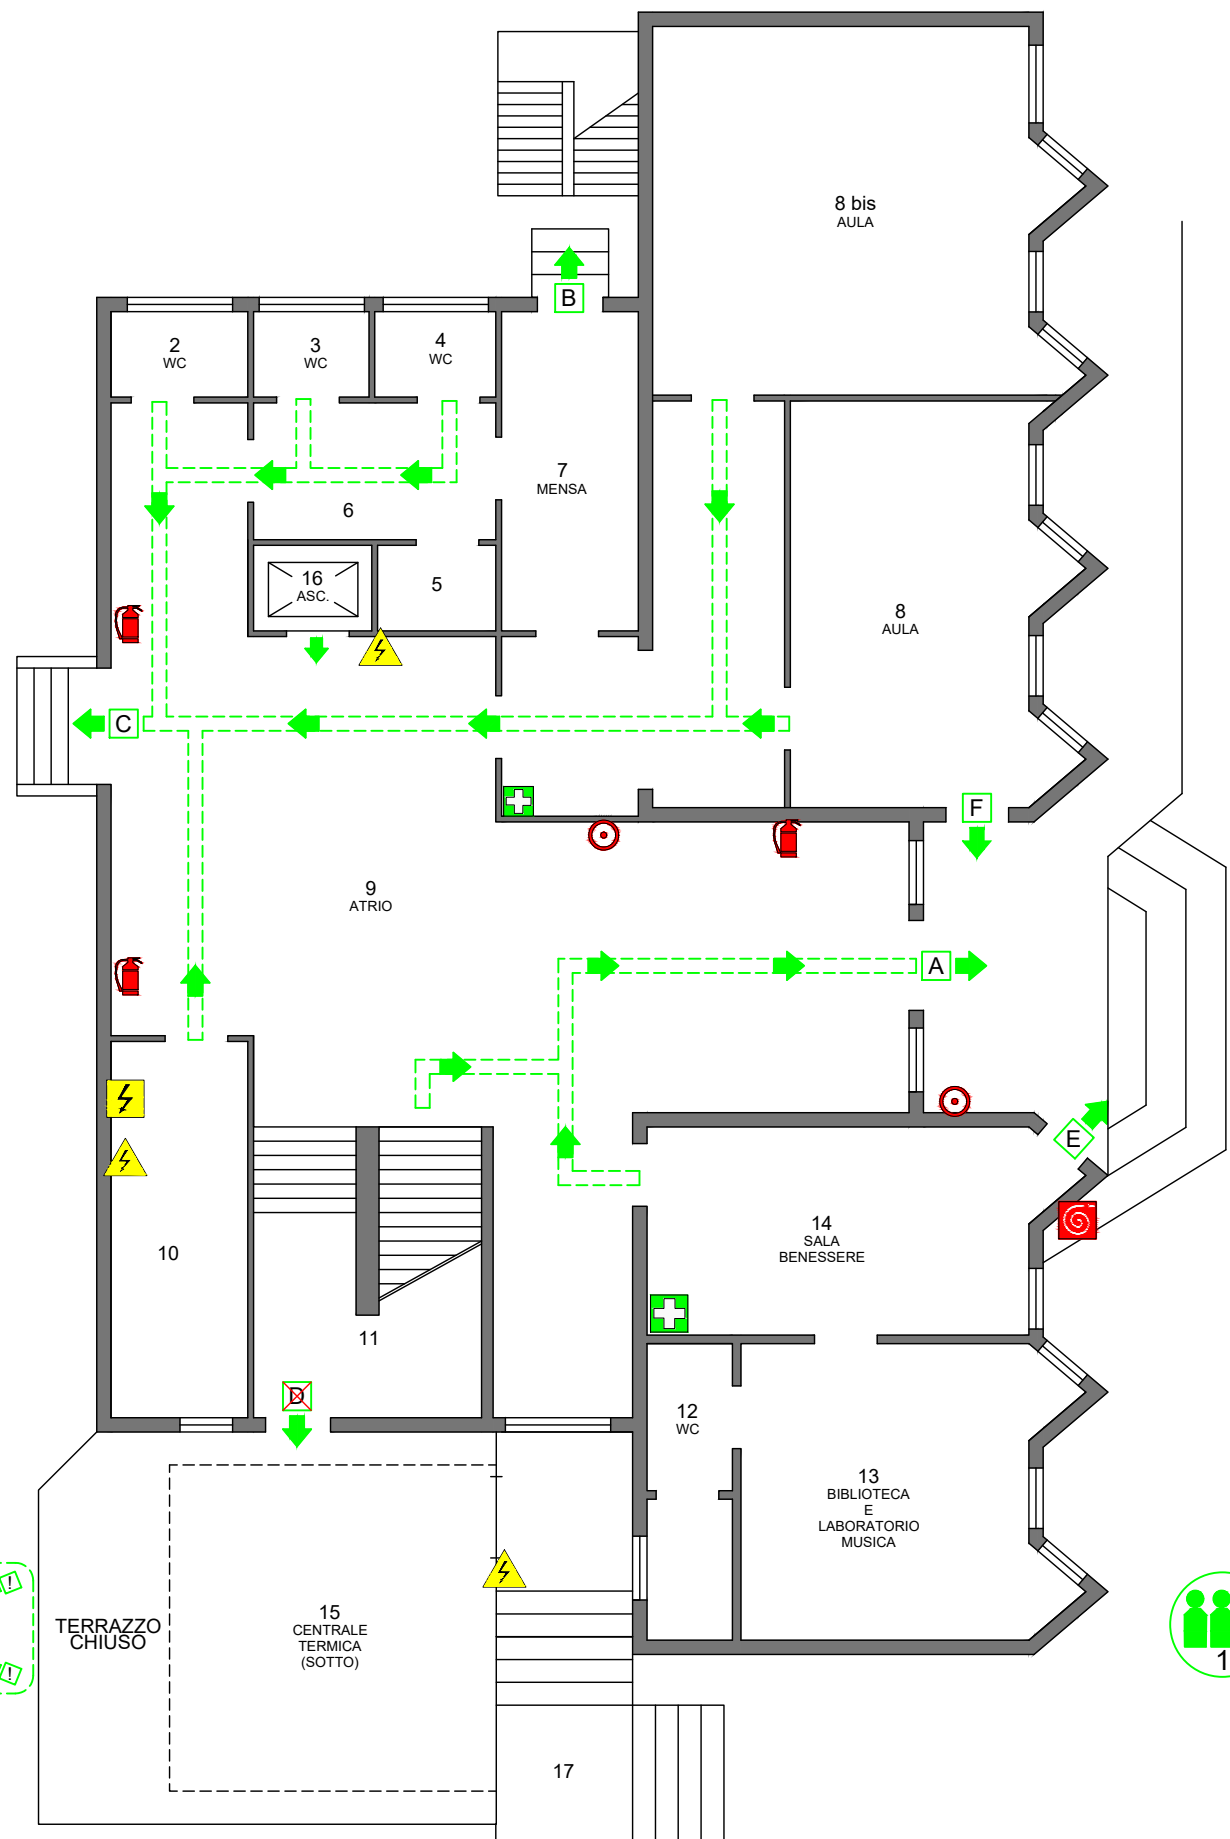 8 bis
AULA
B
2
WC
3
WC
4
WC
7
MENSA
6
16
ASC.
5
8
AULA
C
F
9
ATRIO
A
E
14
SALA
BENESSERE
10
11
D
12
WC
13
BIBLIOTECA
E
LABORATORIO
MUSICA
!
TERRAZZO
CHIUSO
15
CENTRALE
TERMICA
(SOTTO)
!
1
17